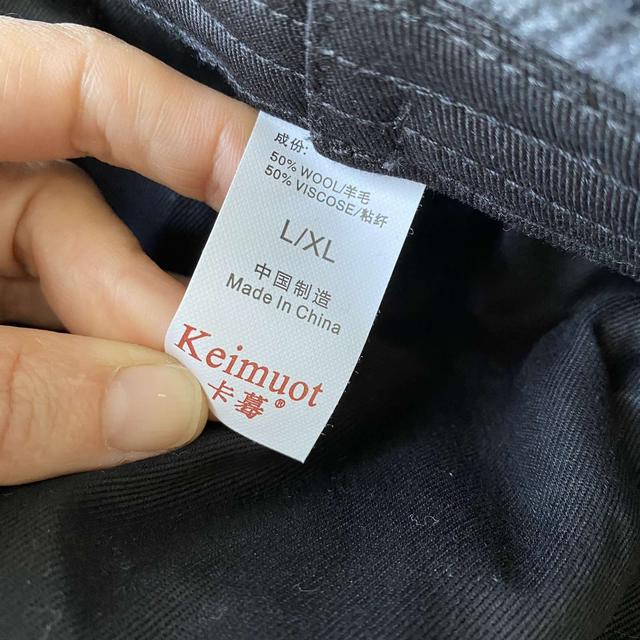 成份:
50% WOOL/羊毛
50% VISCOSE/粘纤
L/XL
中国制造
Made In China
Keimuot
卡募®